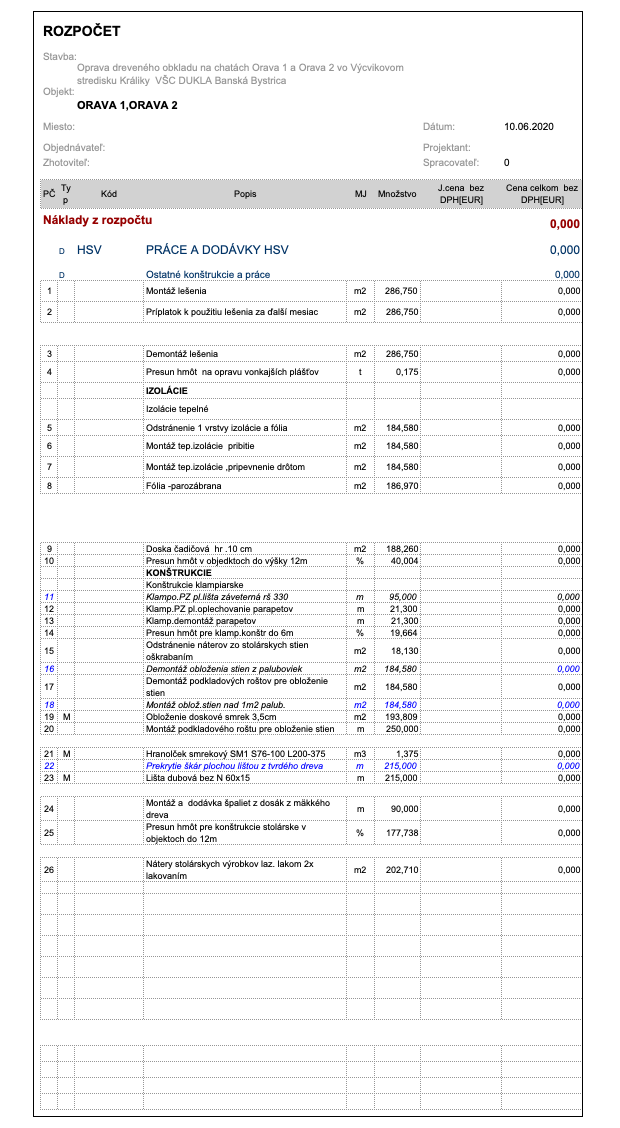 ROZPOČET
Stavba:
Oprava dreveného obkladu na chatách Orava 1 a Orava 2 vo Výcvikovom
stredisku Králiky VŠC DUKLA Banská Bystrica
Objekt:
ORAVA 1,ORAVA 2
Miesto: Dátum: 10.06.2020
Objednávateľ: Projektant:
Zhotoviteľ: Spracovateľ: 0
PČ Ty p Kód Popis MJ Množstvo J.cena bez DPH[EUR] Cena celkom bez DPH[EUR]
Náklady z rozpočtu 0,000
D HSV PRÁCE A DODÁVKY HSV 0,000
D Ostatné konštrukcie a práce 0,000
1 Montáž lešenia m2 286,750 0,000
2 Príplatok k použitiu lešenia za ďalší mesiac m2 286,750 0,000
3 Demontáž lešenia m2 286,750 0,000
4 Presun hmôt na opravu vonkajších plášťov t 0,175 0,000
IZOLÁCIE
Izolácie tepelné
5 Odstránenie 1 vrstvy izolácie a fólia m2 184,580 0,000
6 Montáž tep.izolácie pribitie m2 184,580 0,000
7 Montáž tep.izolácie ,pripevnenie drôtom m2 184,580 0,000
8 Fólia -parozábrana m2 186,970 0,000
9 Doska čadičová hr .10 cm m2 188,260 0,000
10 Presun hmôt v objedktoch do výšky 12m % 40,004 0,000
KONŠTRUKCIE
Konštrukcie klampiarske
11 Klampo.PZ pl.lišta záveterná rš 330 m 95,000 0,000
12 Klamp.PZ pl.oplechovanie parapetov m 21,300 0,000
13 Klamp.demontáž parapetov m 21,300 0,000
14 Presun hmôt pre klamp.konštr do 6m % 19,664 0,000
15 Odstránenie náterov zo stolárskych stien
oškrabaním m2 18,130 0,000
16 Demontáž obloženia stien z paluboviek m2 184,580 0,000
17 Demontáž podkladových roštov pre obloženie
stien m2 184,580 0,000
18 Montáž oblož.stien nad 1m2 palub. m2 184,580 0,000
19 M Obloženie doskové smrek 3,5cm m2 193,809 0,000
20 Montáž podkladového roštu pre obloženie stien m 250,000 0,000
21 M Hranolček smrekový SM1 S76-100 L200-375 m3 1,375 0,000
22 Prekrytie škár plochou lištou z tvrdého dreva m 215,000 0,000
23 M Lišta dubová bez N 60x15 m 215,000 0,000
24 Montáž a dodávka špaliet z dosák z mäkkého
dreva m 90,000 0,000
25 Presun hmôt pre konštrukcie stolárske v
objektoch do 12m % 177,738 0,000
26 Nátery stolárskych výrobkov laz. lakom 2x
lakovaním m2 202,710 0,000